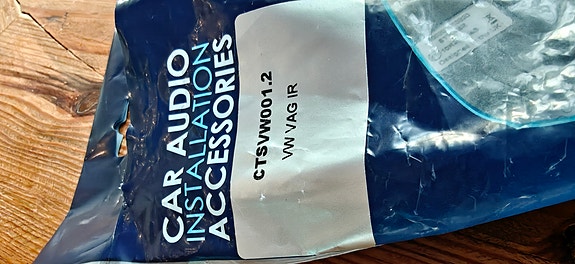 CAR AUDIO
INSTALLATION
ACCESSORIES
CTSVW001.2
VW VAG IR